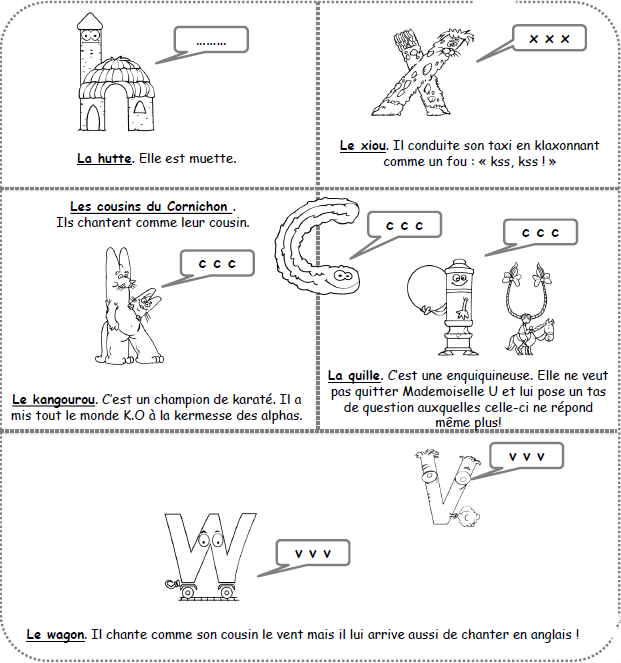 ………
La hutte. Elle est muette.
x x x
Le xiou. Il conduite son taxi en klaxonnant
comme un fou : « kss, kss ! »
Les cousins du Cornichon .
Ils chantent comme leur cousin.
c c c
c c c
c c c
Le kangourou. C'est un champion de karaté. Il a
mis tout le monde K.O à la kermesse des alphas.
La quille. C'est une enquiquineuse. Elle ne veut
pas quitter Mademoiselle U et lui pose un tas
de question auxquelles celle-ci ne répond
même plus!
v v v
v v v
Le wagon. Il chante comme son cousin le vent mais il lui arrive aussi de chanter en anglais !